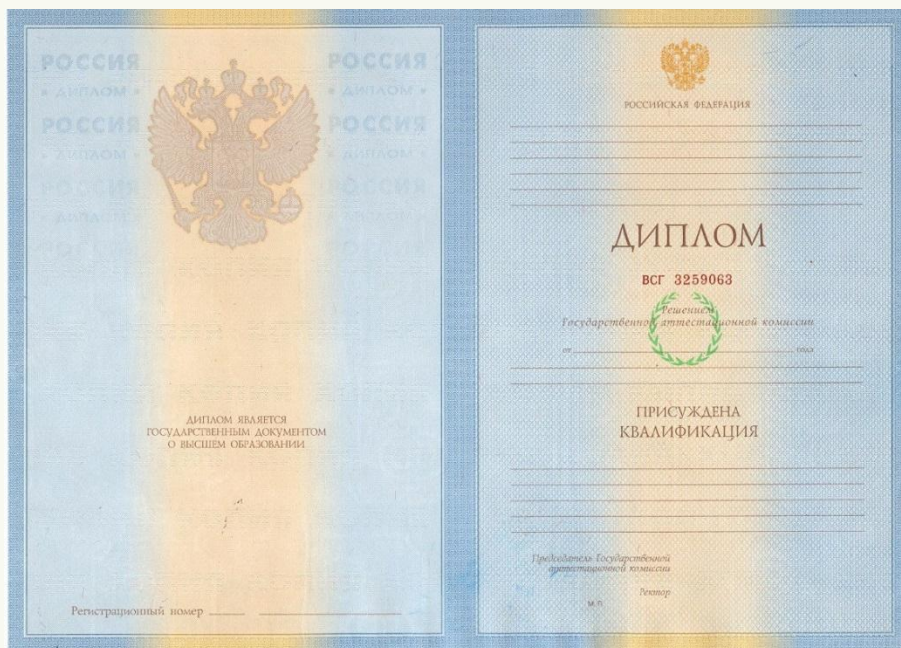 РОССИЯ РОССИЯ
• ДИПЛОМ • • ДИПЛОМ •
РОССИЯ РОССИЯ
• ДИПЛОМ • • ДИПЛОМ •
РОССИЯ РОССИЯ
• ДИПЛОМ • • ДИПЛОМ •
РОССИЯ РОССИЯ
ДИПЛОМ ЯВЛЯЕТСЯ
ГОСУДАРСТВЕННЫМ ДОКУМЕНТОМ
О ВЫСШЕМ ОБРАЗОВАНИИ
Регистрационный номер
РОССИЙСКАЯ ФЕДЕРАЦИЯ
ДИПЛОМ
ВСГ 3259063
Решением
Государственной аттестационной комиссии
от года
ПРИСУЖДЕНА
КВАЛИФИКАЦИЯ
Председатель Государственной
аттестационной комиссии
Ректор
М.П.